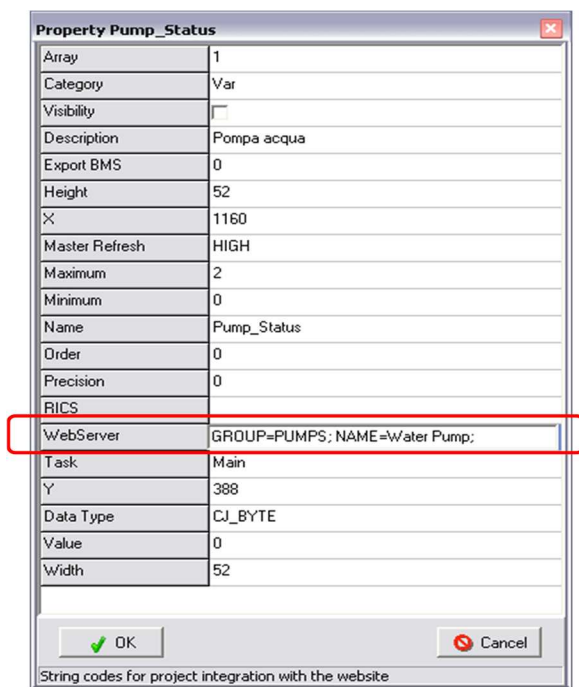 Property Pump_Status
Array 1
Category Var
Visibility
Description Pompa acqua
Export BMS 0
Height 52
X 1160
Master Refresh HIGH
Maximum 2
Minimum 0
Name Pump_Status
Order 0
Precision 0
RICS
WebServer GROUP=PUMPS; NAME=Water Pump;
Task Main
Y 388
Data Type CJ_BYTE
Value 0
Width 52
OK Cancel
String codes for project integration with the website